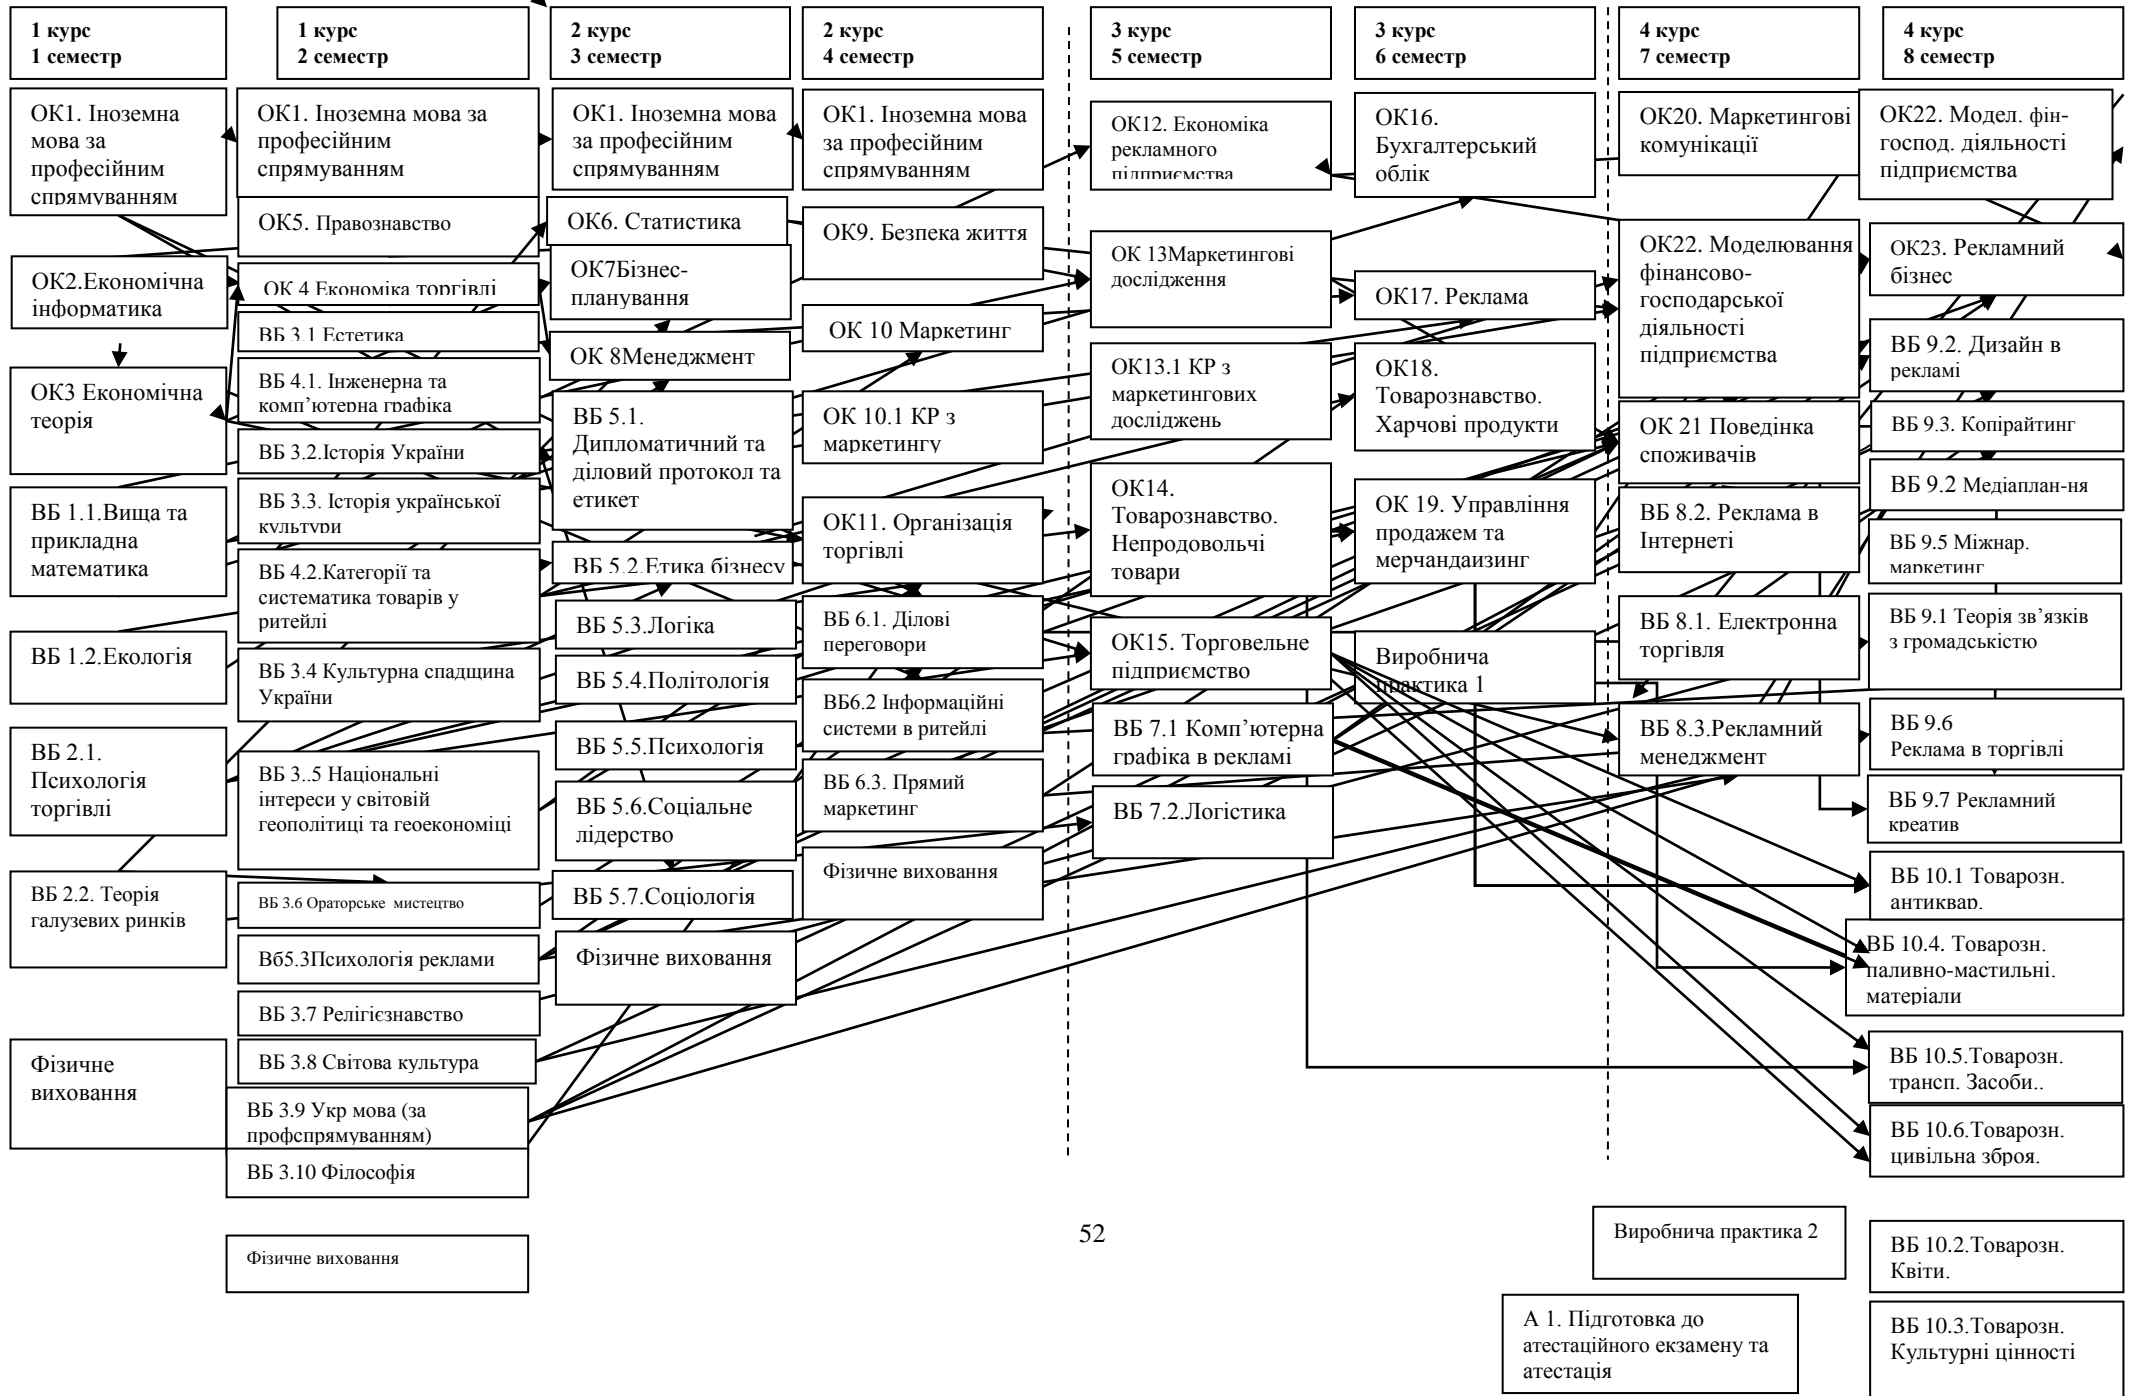 1 курс
1 семестр
1 курс
2 семестр
2 курс
3 семестр
2 курс
4 семестр
3 курс
5 семестр
3 курс
6 семестр
4 курс
7 семестр
4 курс
8 семестр
ОК1. Іноземна
мова за
професійним
спрямуванням
ОК2.Економічна
інформатика
ОК3 Економічна
теорія
ВБ 1.1.Вища та
прикладна
математика
ВБ 1.2.Екологія
ВБ 2.1.
Психологія
торгівлі
ВБ 2.2. Теорія
галузевих ринків
Фізичне
виховання
ОК1. Іноземна мова за
професійним
спрямуванням
ОК5. Правознавство
ОК 4 Економіка торгівлі
ВБ 3.1 Естетика
ВБ 4.1. Інженерна та
комп’ютерна графіка
ВБ 3.2.Історія України
ВБ 3.3. Історія української
культури
ВБ 4.2.Категорії та
систематика товарів у
ритейлі
ВБ 3.4 Культурна спадщина
України
ВБ 3..5 Національні
інтереси у світовій
геополітиці та геоекономіці
ВБ 3.6 Ораторське мистецтво
Вб5.3Психологія реклами
ВБ 3.7 Релігієзнавство
ВБ 3.8 Світова культура
ВБ 3.9 Укр мова (за
профспрямуванням)
ВБ 3.10 Філософія
Фізичне виховання
ОК1. Іноземна мова
за професійним
спрямуванням
ОК6. Статистика
ОК7Бізнес-
планування
ОК 8Менеджмент
ВБ 5.1.
Дипломатичний та
діловий протокол та
етикет
ВБ 5.2.Етика бізнесу
ВБ 5.3.Логіка
ВБ 5.4.Політологія
ВБ 5.5.Психологія
ВБ 5.6.Соціальне
лідерство
ВБ 5.7.Соціологія
Фізичне виховання
ОК1. Іноземна мова
за професійним
спрямуванням
ОК9. Безпека життя
ОК 10 Маркетинг
ОК 10.1 КР з
маркетингу
ОК11. Організація
торгівлі
ВБ 6.1. Ділові
переговори
ВБ6.2 Інформаційні
системи в ритейлі
ВБ 6.3. Прямий
маркетинг
Фізичне виховання
ОК12. Економіка
рекламного
підприємства
ОК 13Маркетингові
дослідження
ОК13.1 КР з
маркетингових
досліджень
ОК14.
Товарознавство.
Непродовольчі
товари
ОК15. Торговельне
підприємство
ВБ 7.1 Комп’ютерна
графіка в рекламі
ВБ 7.2.Логістика
ОК16.
Бухгалтерський
облік
ОК17. Реклама
ОК18.
Товарознавство.
Харчові продукти
ОК 19. Управління
продажем та
мерчандаизинг
Виробнича
практика 1
ОК20. Маркетингові
комунікації
ОК22. Моделювання
фінансово-
господарської
діяльності
підприємства
ОК 21 Поведінка
споживачів
ВБ 8.2. Реклама в
Інтернеті
ВБ 8.1. Електронна
торгівля
ВБ 8.3.Рекламний
менеджмент
ОК22. Модел. фін-
господ. діяльності
підприємства
ОК23. Рекламний
бізнес
ВБ 9.2. Дизайн в
рекламі
ВБ 9.3. Копірайтинг
ВБ 9.2 Медіаплан-ня
ВБ 9.5 Міжнар.
маркетинг
ВБ 9.1 Теорія зв’язків
з громадськістю
ВБ 9.6
Реклама в торгівлі
ВБ 9.7 Рекламний
креатив
ВБ 10.1 Товарозн.
антиквар.
ВБ 10.4. Товарозн.
паливно-мастильні.
матеріали
ВБ 10.5.Товарозн.
трансп. Засоби..
ВБ 10.6.Товарозн.
цивільна зброя.
52
Виробнича практика 2
ВБ 10.2.Товарозн.
Квіти.
А 1. Підготовка до
атестаційного екзамену та
атестація
ВБ 10.3.Товарозн.
Культурні цінності